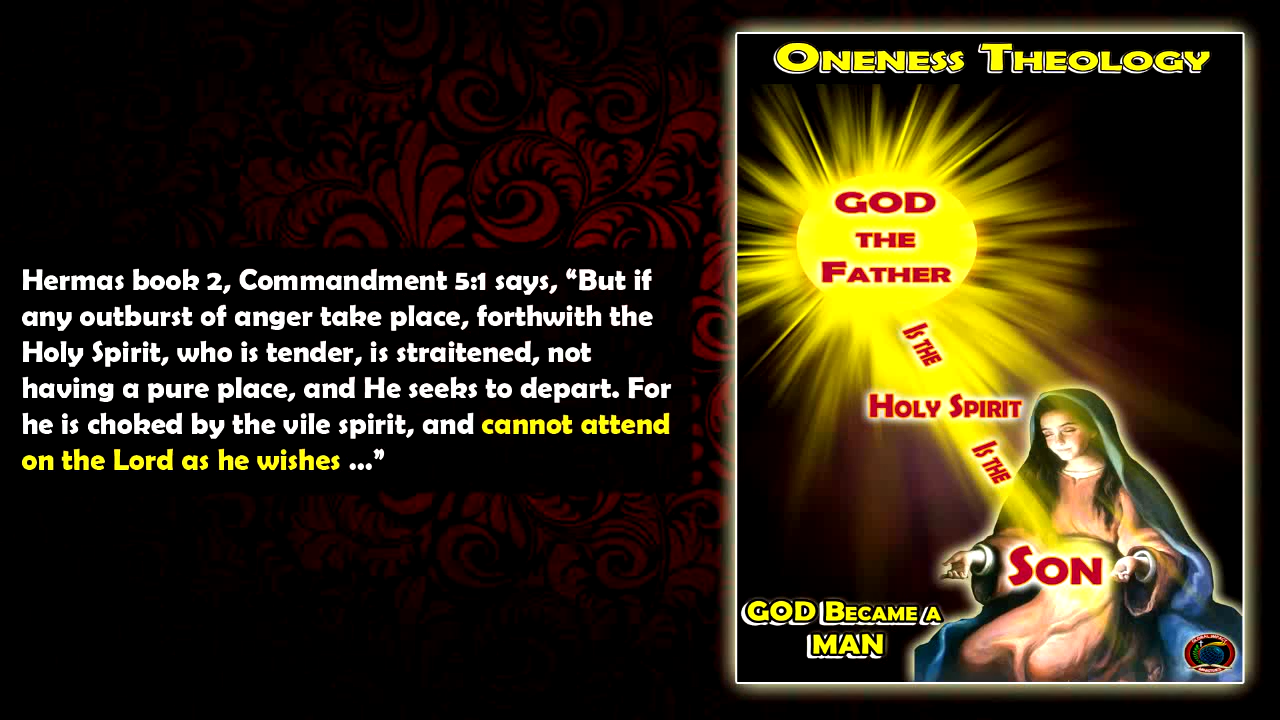 Hermas book 2, Commandment 5:1 says, “But if
any outburst of anger take place, forthwith the
Holy Spirit, who is tender, is straitened, not
having a pure place, and He seeks to depart. For
he is choked by the vile spirit, and cannot attend
on the Lord as he wishes ...”
Oneness Theology
GOD
THE
FATHER
Is the
Holy Spirit
Is the
Son
GOD Became a
MAN